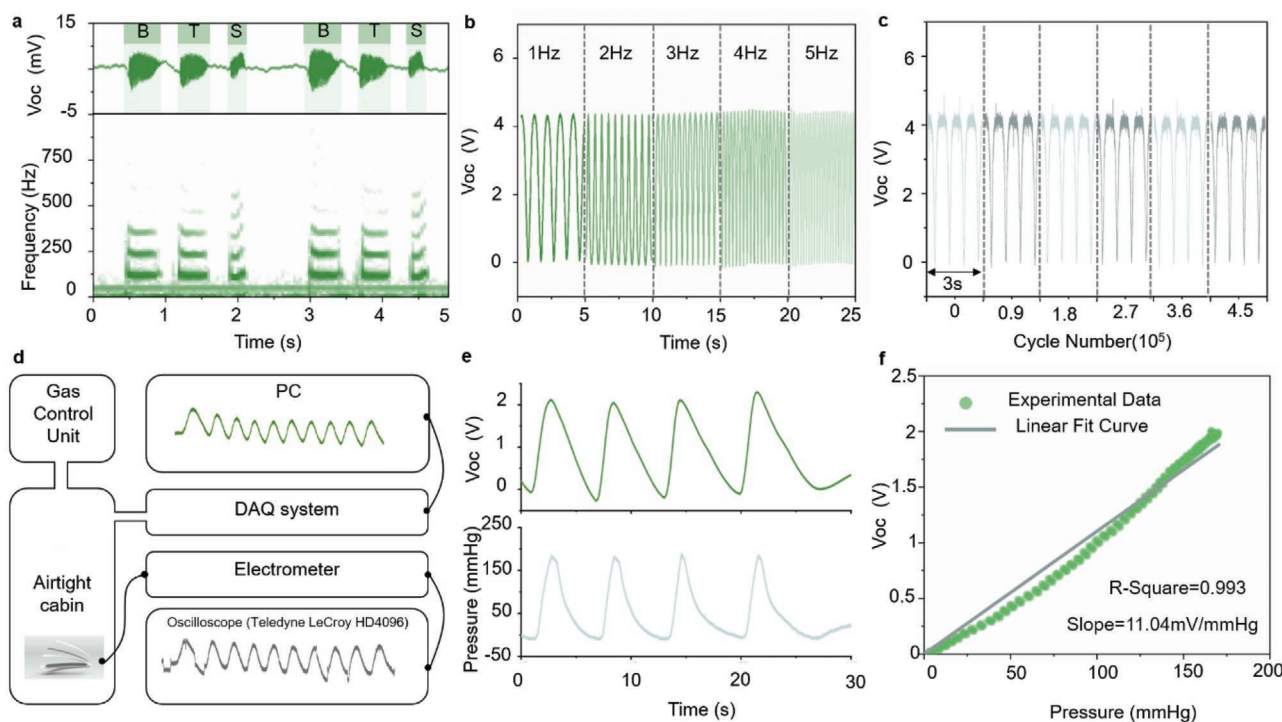 a
15
B T S B T S
Voc (mV)
-5
750
500
250
0
Frequency (Hz)
0 1 2 3 4 5
Time (s)
b
1Hz 2Hz 3Hz 4Hz 5Hz
6
4
2
0
Voc (V)
0 5 10 15 20 25
Time (s)
c
6
4
2
0
Voc (V)
3s
0 0.9 1.8 2.7 3.6 4.5
Cycle Number(10⁵)
d
Gas
Control
Unit
PC
DAQ system
Airtight
cabin
Electrometer
Oscilloscope (Teledyne LeCroy HD4096)
e
2
1
0
Voc (V)
250
150
50
-50
Pressure (mmHg)
0 10 20 30
Time (s)
f
2.5
2
1.5
1
0.5
0
Voc (V)
Experimental Data
Linear Fit Curve
R-Square=0.993
Slope=11.04mV/mmHg
0 50 100 150 200
Pressure (mmHg)